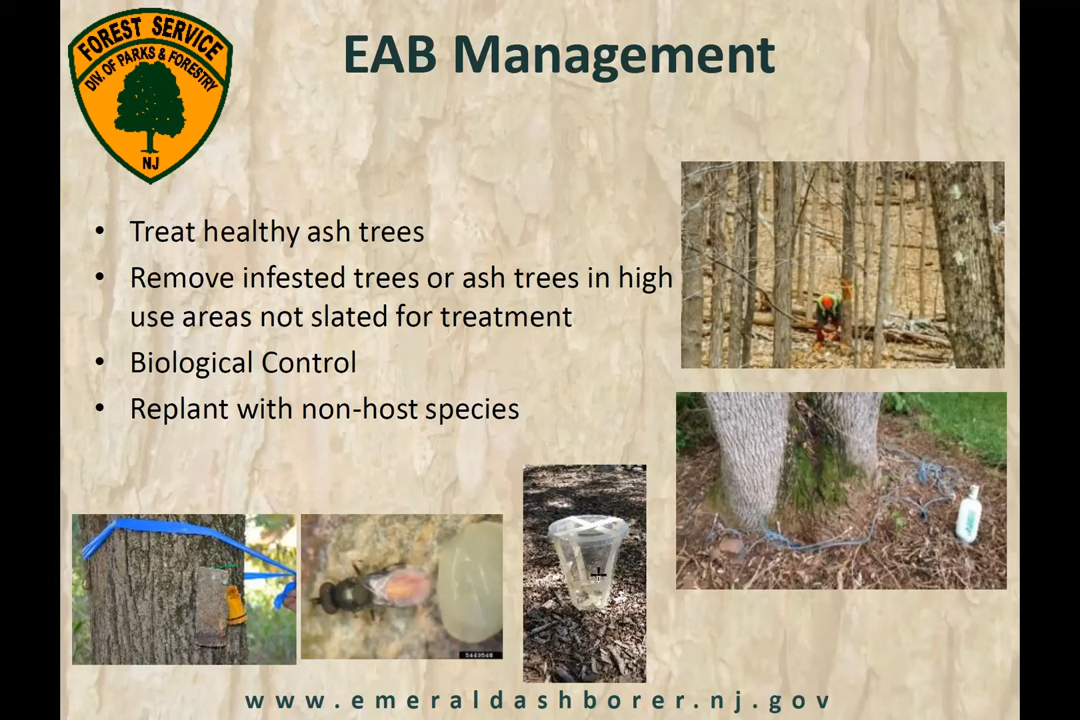 FOREST SERVICE
DIV. OF PARKS & FORESTRY
NJ
EAB Management
• Treat healthy ash trees
• Remove infested trees or ash trees in high
use areas not slated for treatment
• Biological Control
• Replant with non-host species
www.emeraldashborer.nj.gov